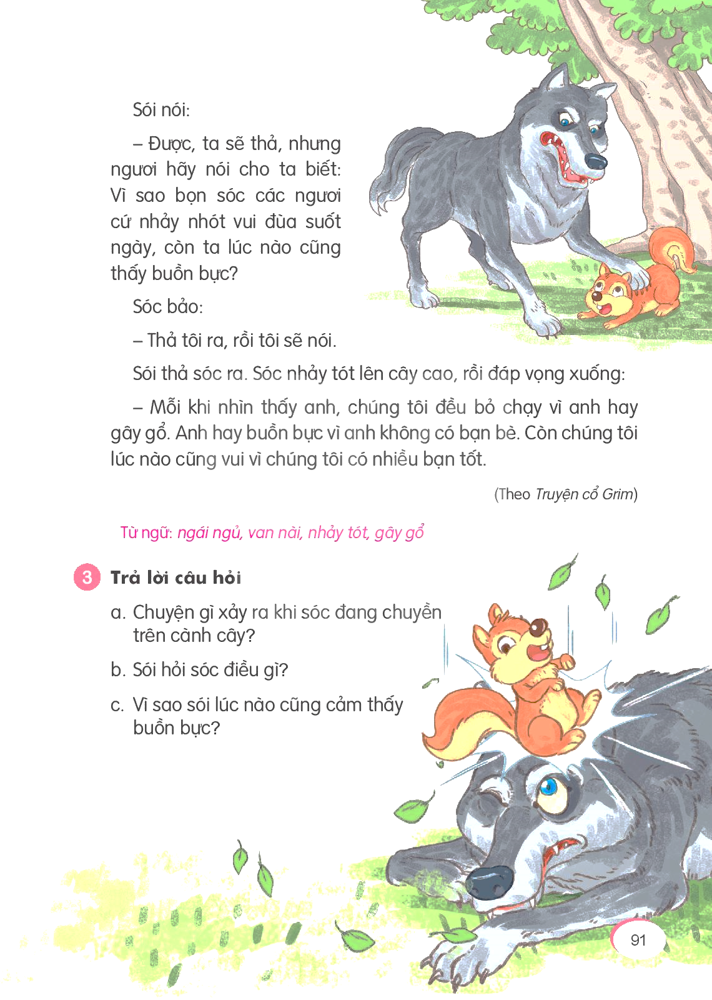 Sói nói:
– Được, ta sẽ thả, nhưng
ngươi hãy nói cho ta biết:
Vì sao bọn sóc các ngươi
cứ nhảy nhót vui đùa suốt
ngày, còn ta lúc nào cũng
thấy buồn bực?
Sóc bảo:
– Thả tôi ra, rồi tôi sẽ nói.
Sói thả sóc ra. Sóc nhảy tót lên cây cao, rồi đáp vọng xuống:
– Mỗi khi nhìn thấy anh, chúng tôi đều bỏ chạy vì anh hay
gây gổ. Anh hay buồn bực vì anh không có bạn bè. Còn chúng tôi
lúc nào cũng vui vì chúng tôi có nhiều bạn tốt.
(Theo Truyện cổ Grim)
Từ ngữ: ngái ngủ, van nài, nhảy tót, gây gổ
3 Trả lời câu hỏi
a. Chuyện gì xảy ra khi sóc đang chuyền
trên cành cây?
b. Sói hỏi sóc điều gì?
c. Vì sao sói lúc nào cũng cảm thấy
buồn bực?
91